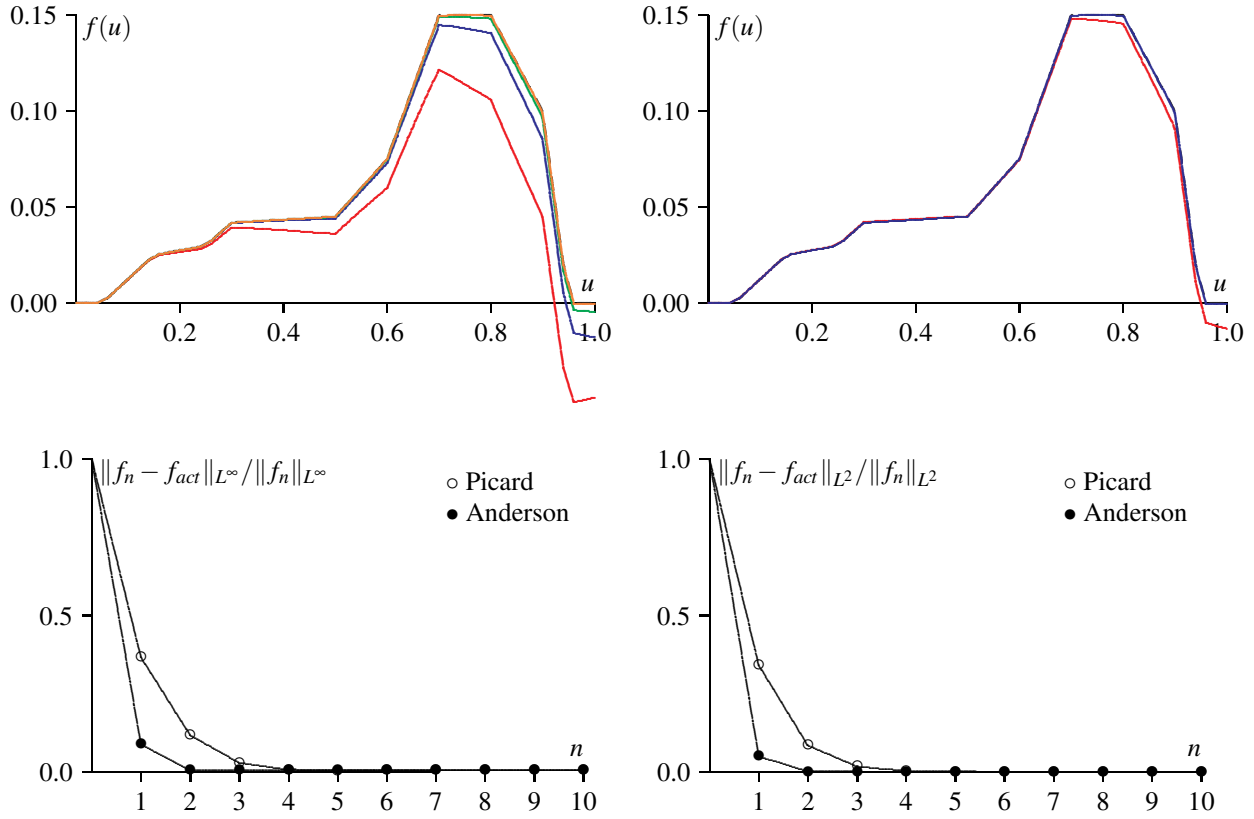 0.15
f(u)
0.10
0.05
0.00
u
0.2
0.4
0.6
0.8
1.0
0.15
f(u)
0.10
0.05
0.00
u
0.2
0.4
0.6
0.8
1.0
1.0
‖f_n − f_act‖_{L^∞}/‖f_n‖_{L^∞}
Picard
Anderson
0.5
n
0.0
1 2 3 4 5 6 7 8 9 10
1.0
‖f_n − f_act‖_{L^2}/‖f_n‖_{L^2}
Picard
Anderson
0.5
n
0.0
1 2 3 4 5 6 7 8 9 10